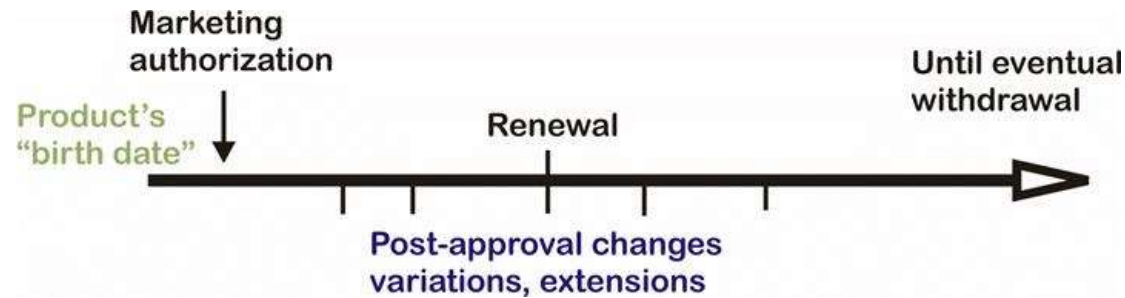 Marketing
authorization
Product’s
“birth date”
Renewal
Until eventual
withdrawal
Post-approval changes
variations, extensions